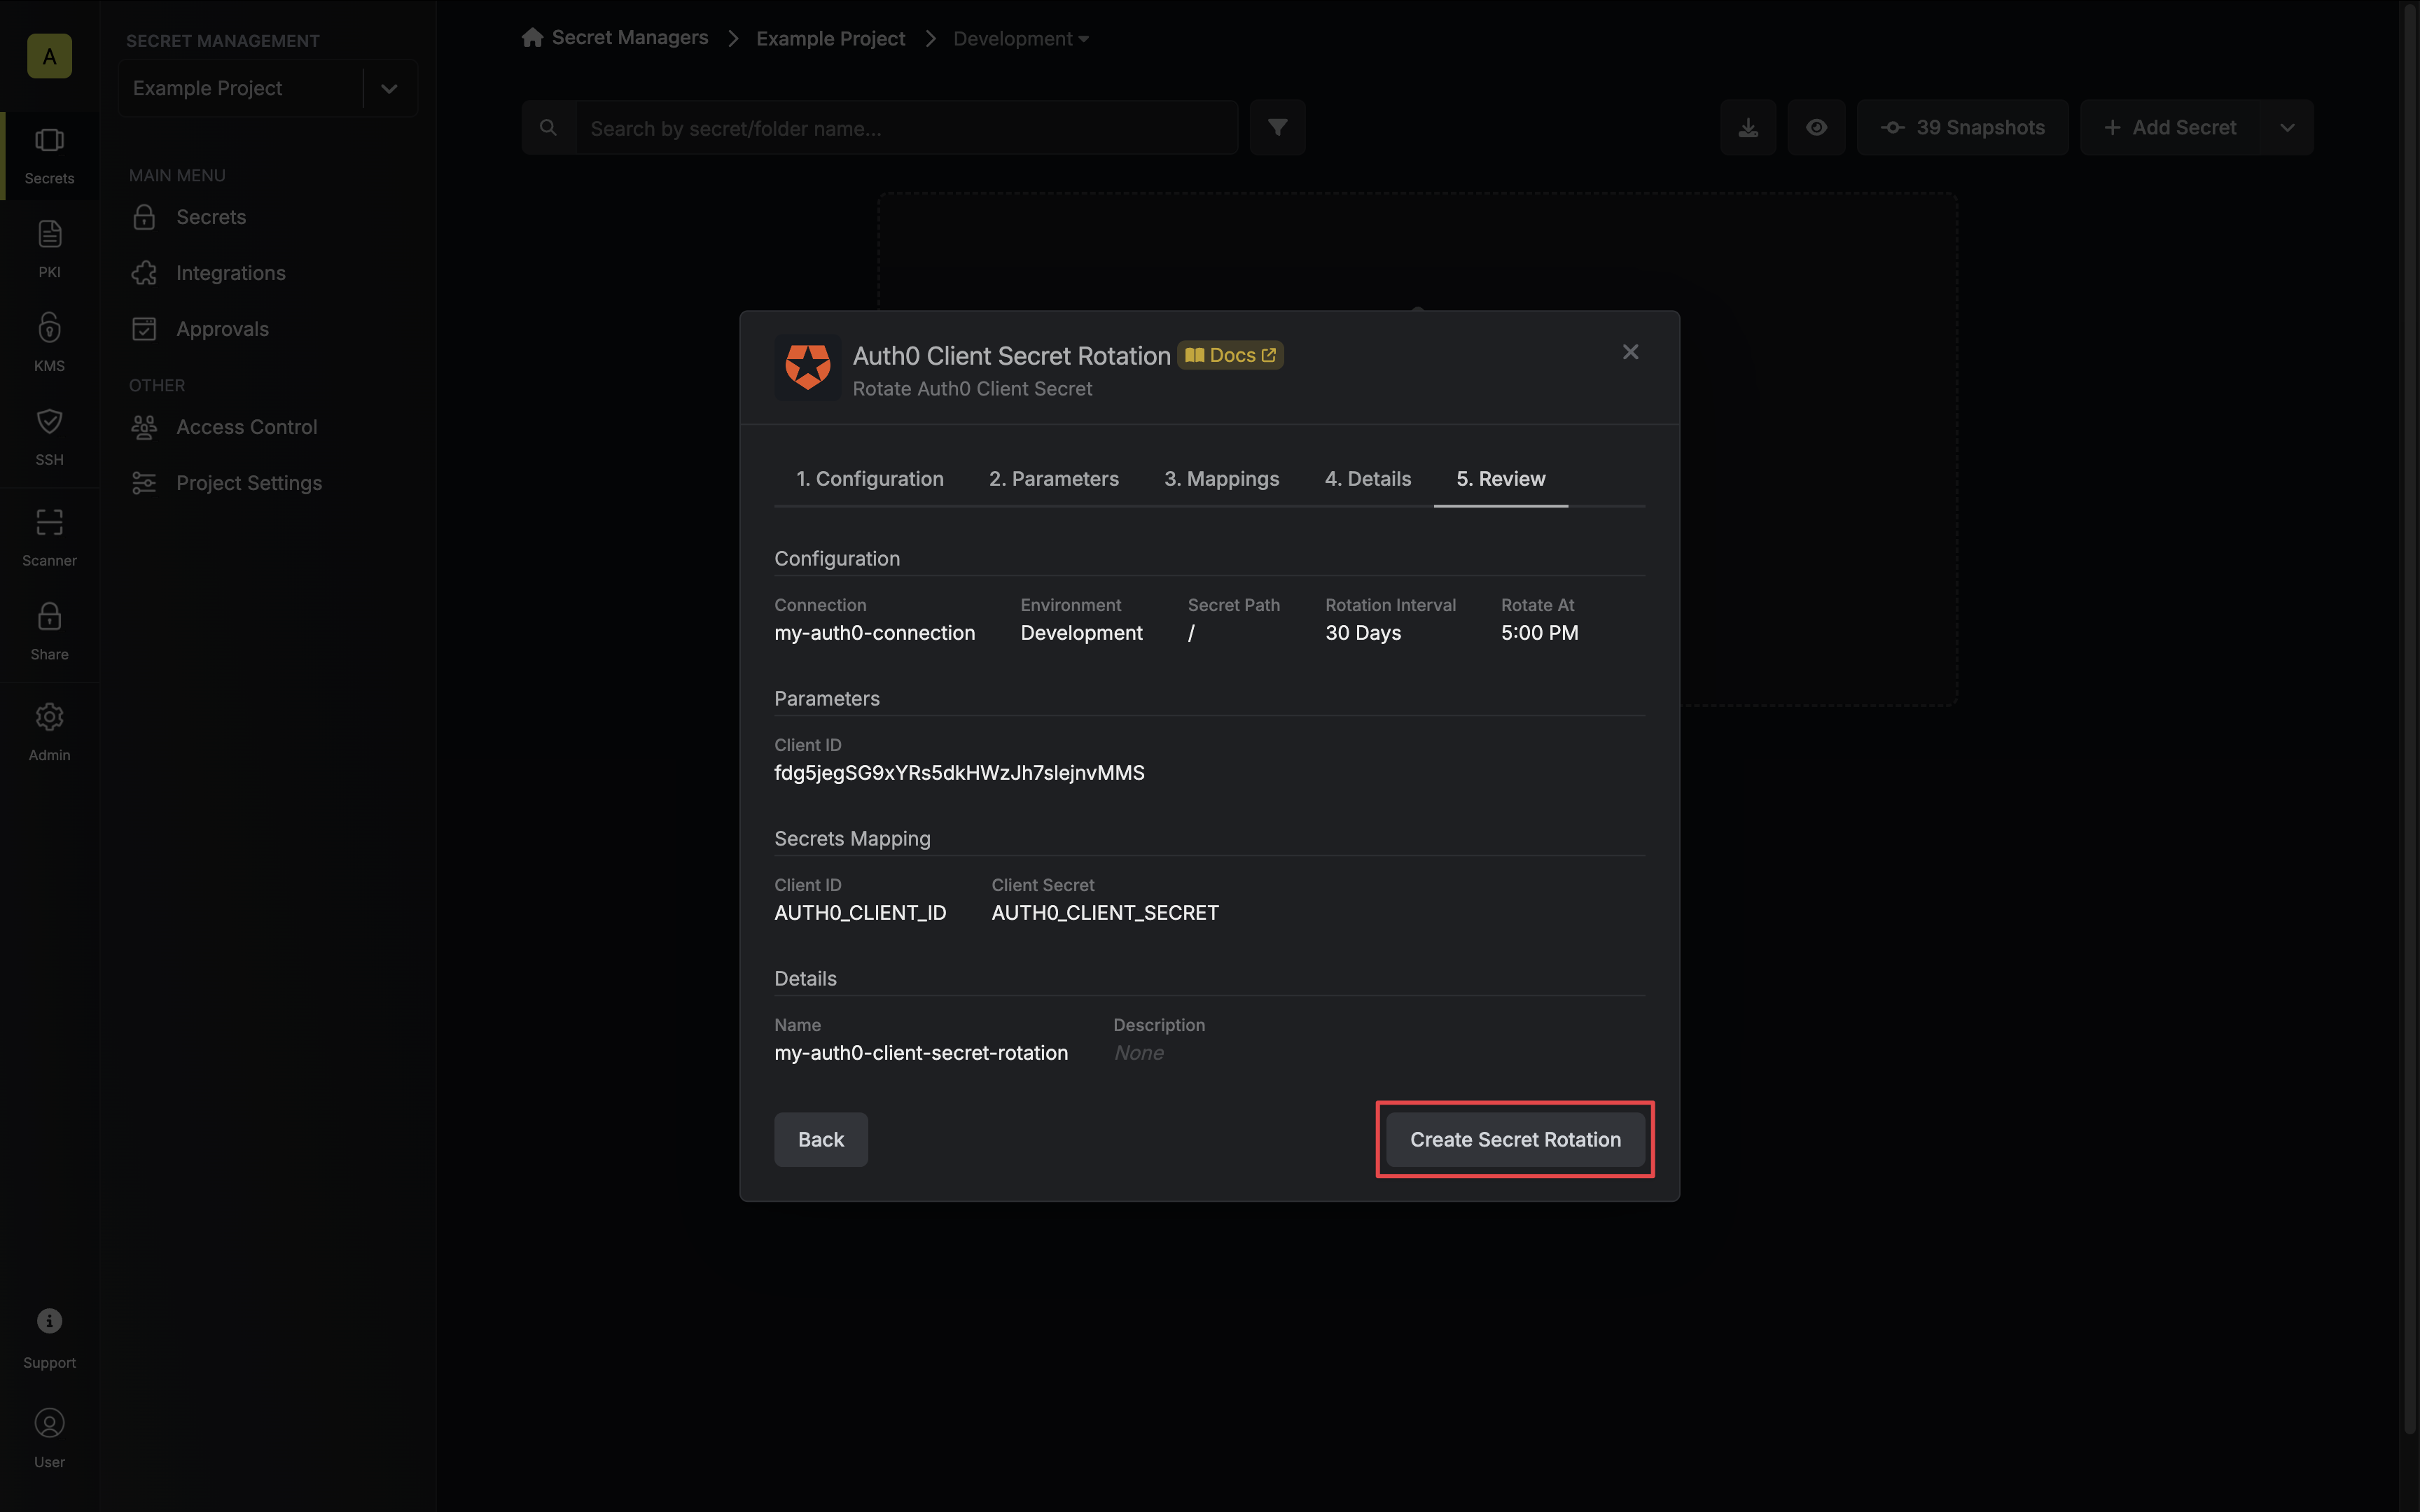 A
Secrets
PKI
KMS
SSH
Scanner
Share
Admin
Support
User
SECRET MANAGEMENT
Example Project
MAIN MENU
Secrets
Integrations
Approvals
OTHER
Access Control
Project Settings
Secret Managers > Example Project > Development
Search by secret/folder name...
39 Snapshots
+ Add Secret
Auth0 Client Secret Rotation Docs
Rotate Auth0 Client Secret
1. Configuration 2. Parameters 3. Mappings 4. Details 5. Review
Configuration
Connection Environment Secret Path Rotation Interval Rotate At
my-auth0-connection Development / 30 Days 5:00 PM
Parameters
Client ID
fdg5jegSG9xYRs5dkHWzJh7slejnvMMS
Secrets Mapping
Client ID Client Secret
AUTH0_CLIENT_ID AUTH0_CLIENT_SECRET
Details
Name Description
my-auth0-client-secret-rotation None
Back Create Secret Rotation